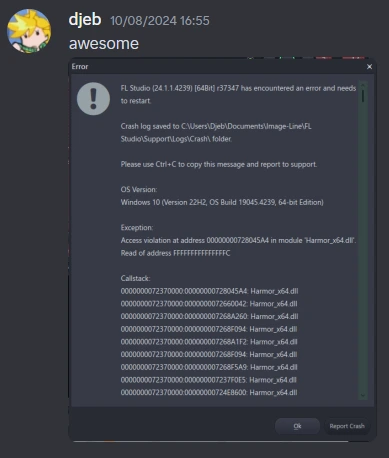 djeb 10/08/2024 16:55
awesome
Error
FL Studio (24.1.1.4239) [64Bit] r37347 has encountered an error and needs
to restart.
Crash log saved to C:\Users\Djeb\Documents\Image-Line\FL
Studio\Support\Logs\Crash\ folder.
Please use Ctrl+C to copy this message and report to support.
OS Version:
Windows 10 (Version 22H2, OS Build 19045.4239, 64-bit Edition)
Exception:
Access violation at address 00000000728045A4 in module 'Harmor_x64.dll'.
Read of address FFFFFFFFFFFFFFFC
Callstack:
0000000072370000:00000000728045A4: Harmor_x64.dll
0000000072370000:0000000072660042: Harmor_x64.dll
0000000072370000:000000007268A260: Harmor_x64.dll
0000000072370000:000000007268F094: Harmor_x64.dll
0000000072370000:000000007268A1F2: Harmor_x64.dll
0000000072370000:000000007268F094: Harmor_x64.dll
0000000072370000:000000007268F5A9: Harmor_x64.dll
0000000072370000:000000007237F0E5: Harmor_x64.dll
0000000072370000:00000000724E8600: Harmor_x64.dll
Ok Report Crash